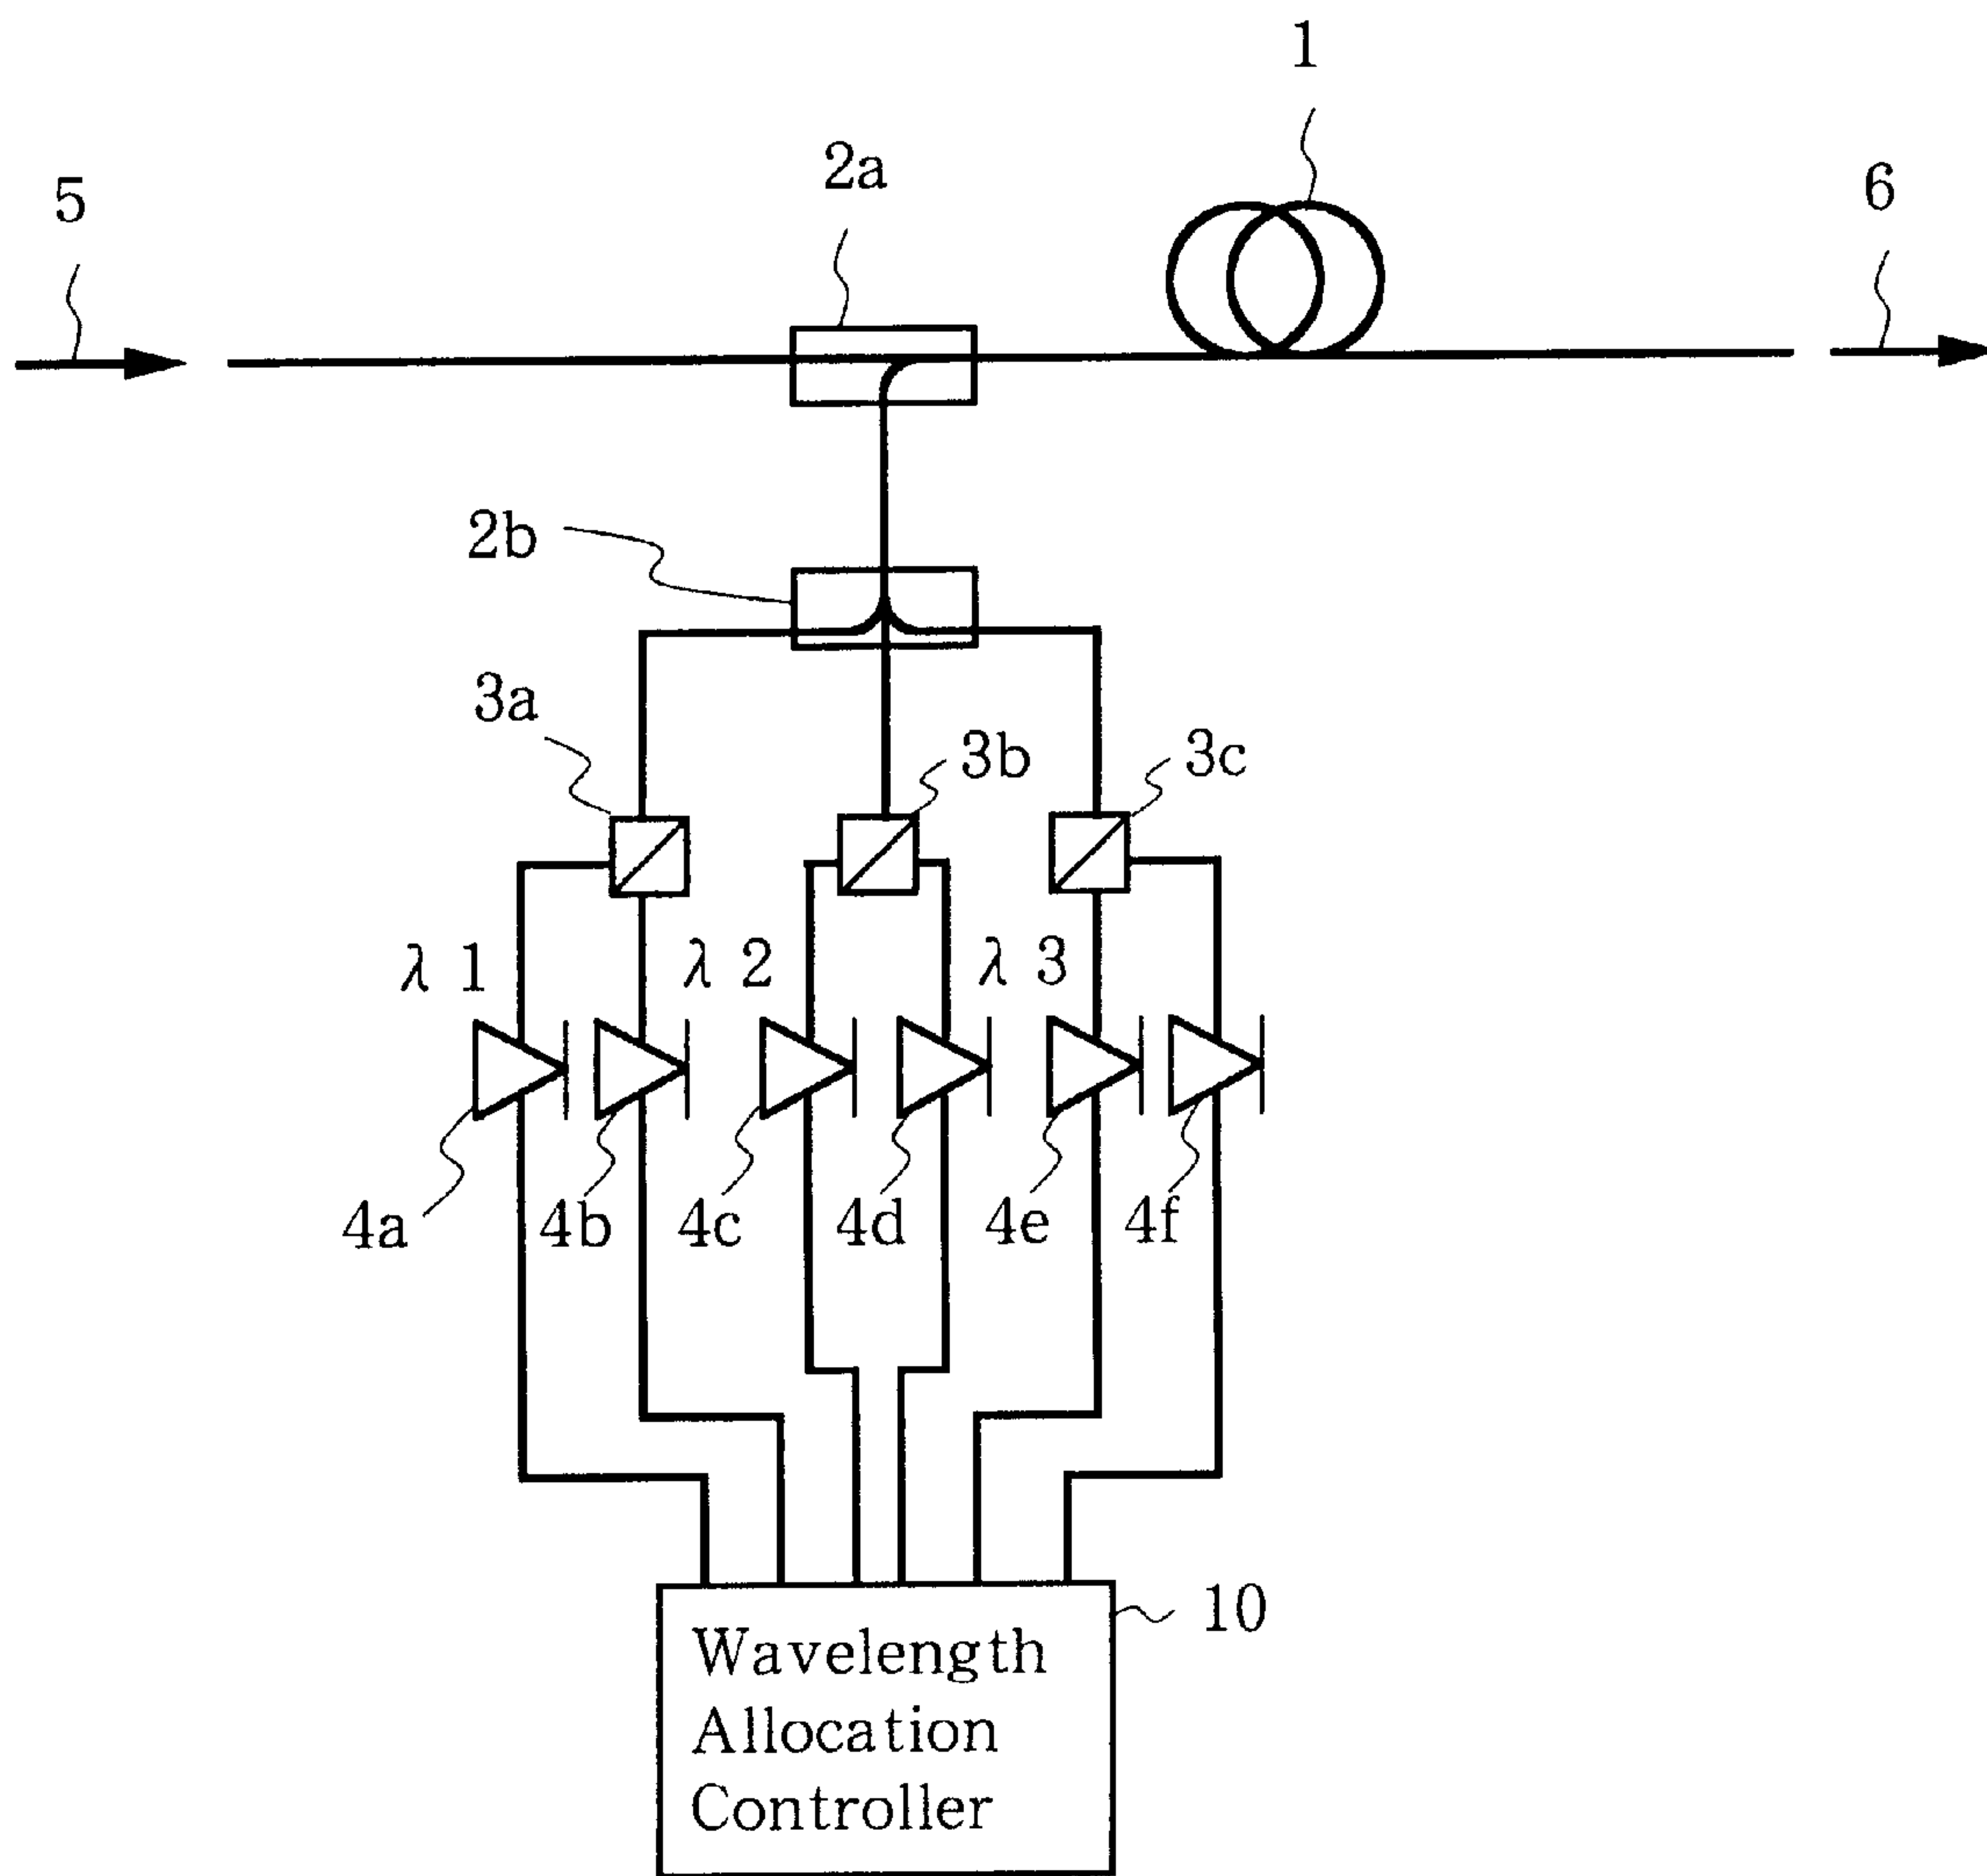 1
2a
5
6
2b
3a
3b
3c
λ 1
λ 2
λ 3
4a
4b
4c
4d
4e
4f
10
Wavelength
Allocation
Controller